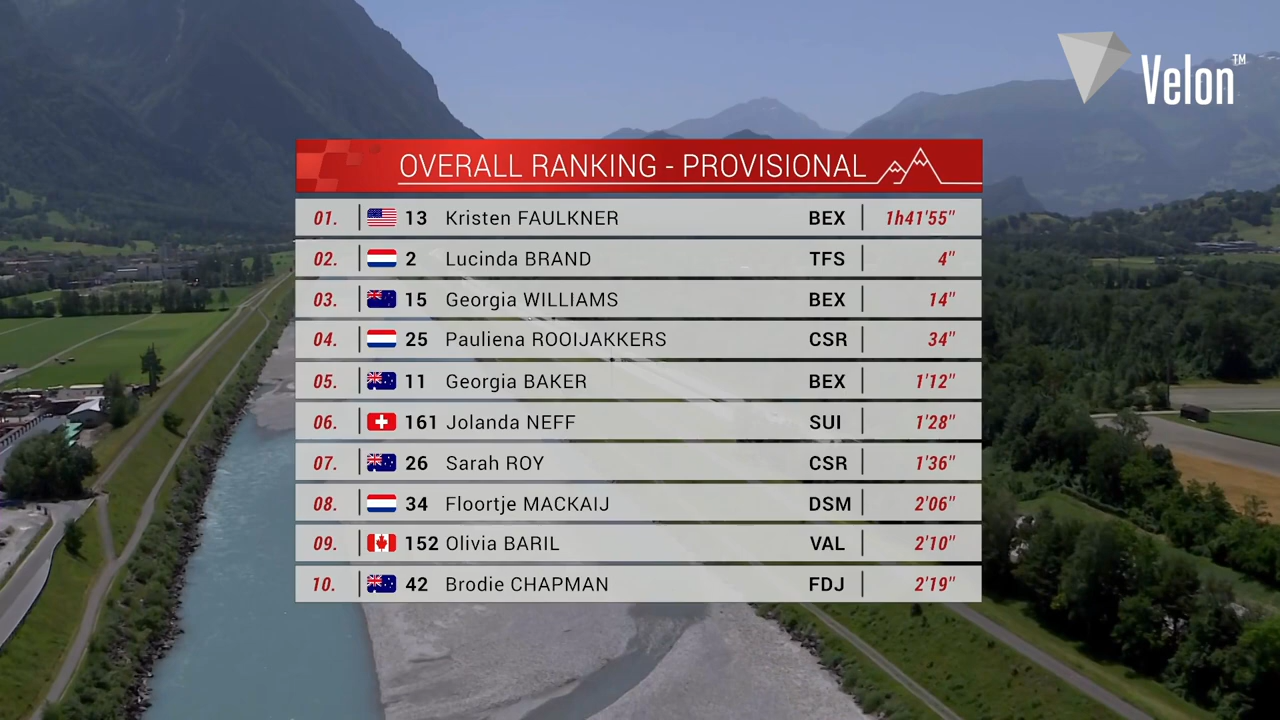 Velon™
OVERALL RANKING - PROVISIONAL
01. 13 Kristen FAULKNER BEX 1h41'55"
02. 2 Lucinda BRAND TFS 4"
03. 15 Georgia WILLIAMS BEX 14"
04. 25 Pauliena ROOIJAKKERS CSR 34"
05. 11 Georgia BAKER BEX 1'12"
06. 161 Jolanda NEFF SUI 1'28"
07. 26 Sarah ROY CSR 1'36"
08. 34 Floortje MACKAIJ DSM 2'06"
09. 152 Olivia BARIL VAL 2'10"
10. 42 Brodie CHAPMAN FDJ 2'19"